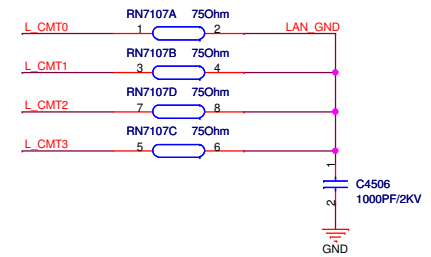 RN7107A 75Ohm
L_CMT0 1 2 LAN_GND
RN7107B 75Ohm
L_CMT1 3 4
RN7107D 75Ohm
L_CMT2 7 8
RN7107C 75Ohm
L_CMT3 5 6
1
C4506
1000PF/2KV
2
GND